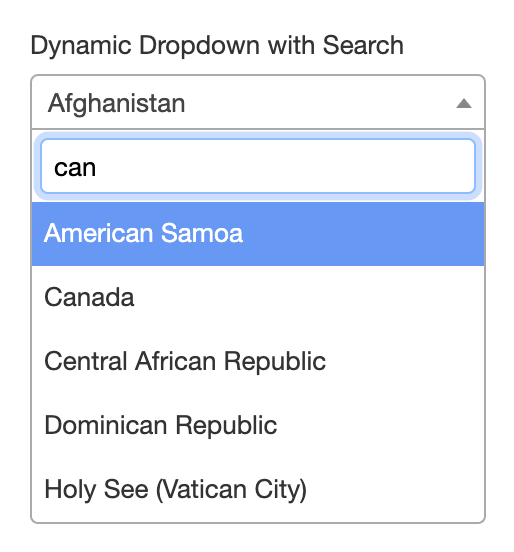 Dynamic Dropdown with Search
Afghanistan
can
American Samoa
Canada
Central African Republic
Dominican Republic
Holy See (Vatican City)